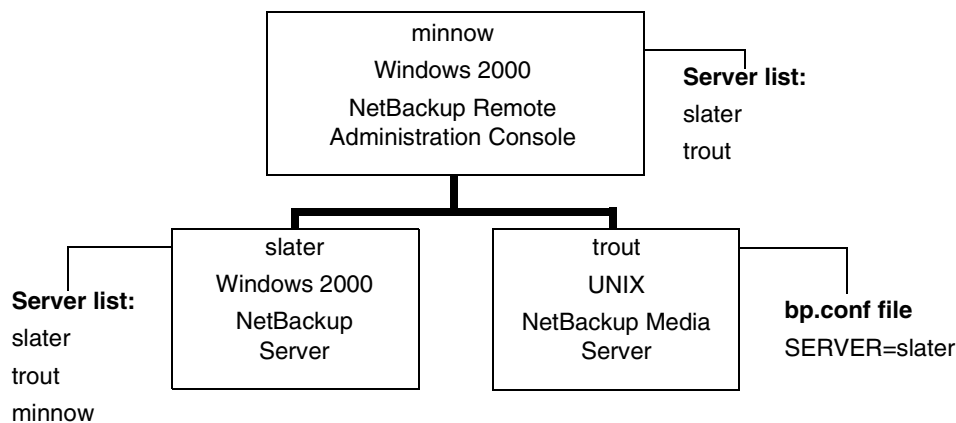 minnow
Windows 2000
NetBackup Remote
Administration Console
Server list:
slater
trout
slater
Windows 2000
NetBackup
Server
trout
UNIX
NetBackup Media
Server
Server list:
slater
trout
minnow
bp.conf file
SERVER=slater